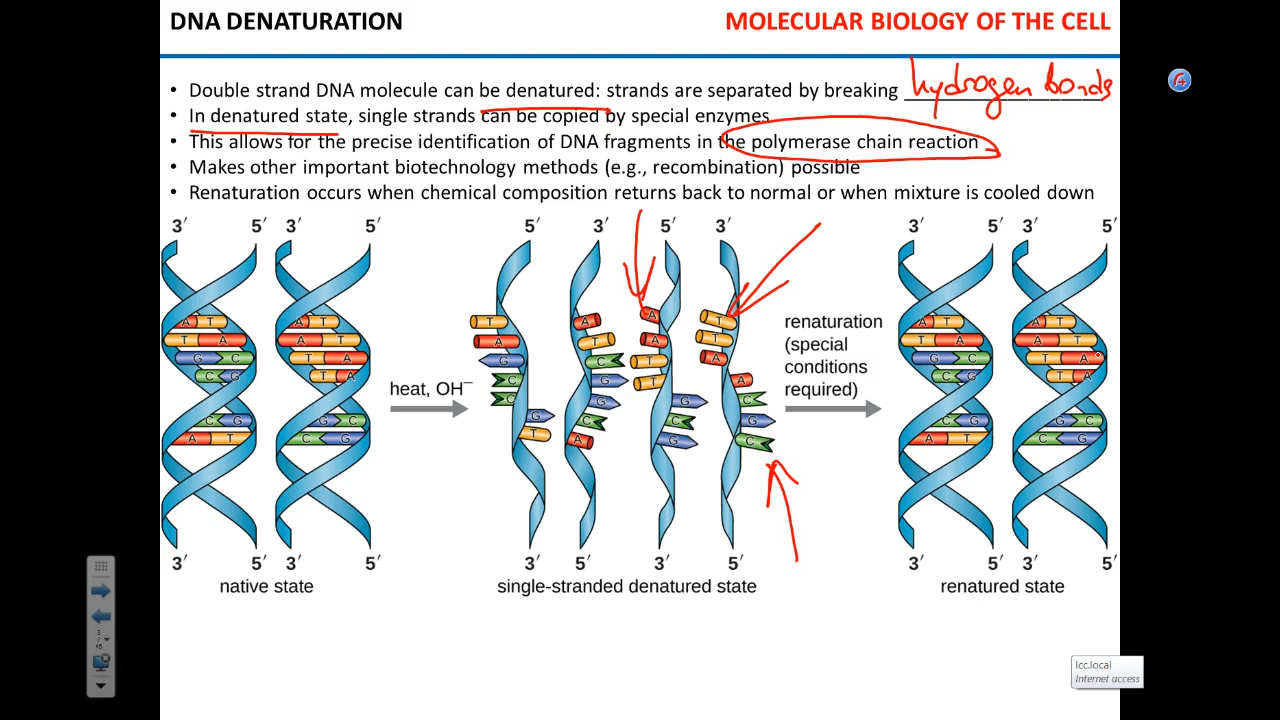 DNA DENATURATION MOLECULAR BIOLOGY OF THE CELL
• Double strand DNA molecule can be denatured: strands are separated by breaking hydrogen bonds
• In denatured state, single strands can be copied by special enzymes
• This allows for the precise identification of DNA fragments in the polymerase chain reaction
• Makes other important biotechnology methods (e.g., recombination) possible
• Renaturation occurs when chemical composition returns back to normal or when mixture is cooled down
3′ 5′ 3′ 5′ 5′ 3′ 5′ 3′ 3′ 5′ 3′ 5′
A T A T T A A T A T A T
T A A T A T A T T A A T
G C T A G C T A G C T A
C G T A C G T A C G T A
C G C G C G G C C G C G
A T C G T A G C A T C G
heat, OH⁻
renaturation
(special
conditions
required)
3′ 5′ 3′ 5′ 3′ 5′ 3′ 5′ 3′ 5′ 3′ 5′
native state single-stranded denatured state renatured state
lcc.local
Internet access